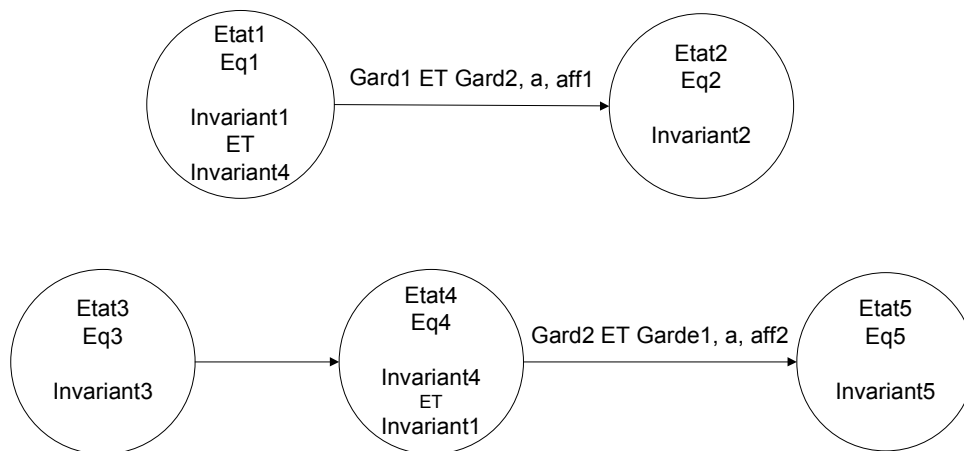 Etat1
Eq1
Invariant1
ET
Invariant4
Gard1 ET Gard2, a, aff1
Etat2
Eq2
Invariant2
Etat3
Eq3
Invariant3
Etat4
Eq4
Invariant4
ET
Invariant1
Gard2 ET Garde1, a, aff2
Etat5
Eq5
Invariant5